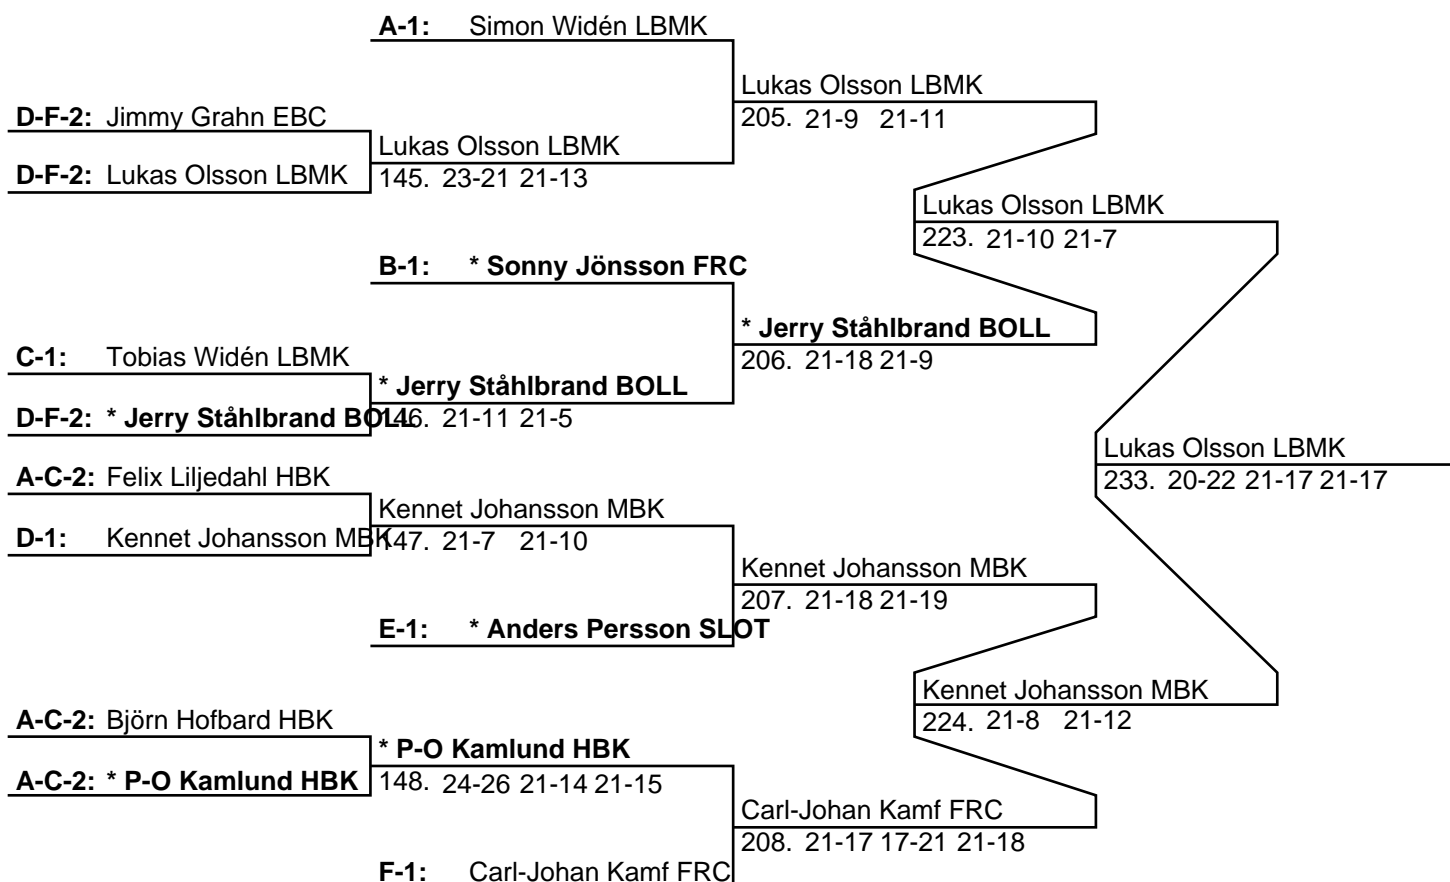 A-1: Simon Widén LBMK
Lukas Olsson LBMK
205. 21-9 21-11
D-F-2: Jimmy Grahn EBC
Lukas Olsson LBMK
D-F-2: Lukas Olsson LBMK
145. 23-21 21-13
Lukas Olsson LBMK
223. 21-10 21-7
B-1: * Sonny Jönsson FRC
* Jerry Ståhlbrand BOLL
206. 21-18 21-9
C-1: Tobias Widén LBMK
* Jerry Ståhlbrand BOLL
D-F-2: * Jerry Ståhlbrand BOLL
146. 21-11 21-5
Lukas Olsson LBMK
233. 20-22 21-17 21-17
A-C-2: Felix Liljedahl HBK
Kennet Johansson MBK
D-1: Kennet Johansson MBK
147. 21-7 21-10
Kennet Johansson MBK
207. 21-18 21-19
E-1: * Anders Persson SLOT
Kennet Johansson MBK
224. 21-8 21-12
A-C-2: Björn Hofbard HBK
* P-O Kamlund HBK
A-C-2: * P-O Kamlund HBK
148. 24-26 21-14 21-15
Carl-Johan Kamf FRC
208. 21-17 17-21 21-18
F-1: Carl-Johan Kamf FRC